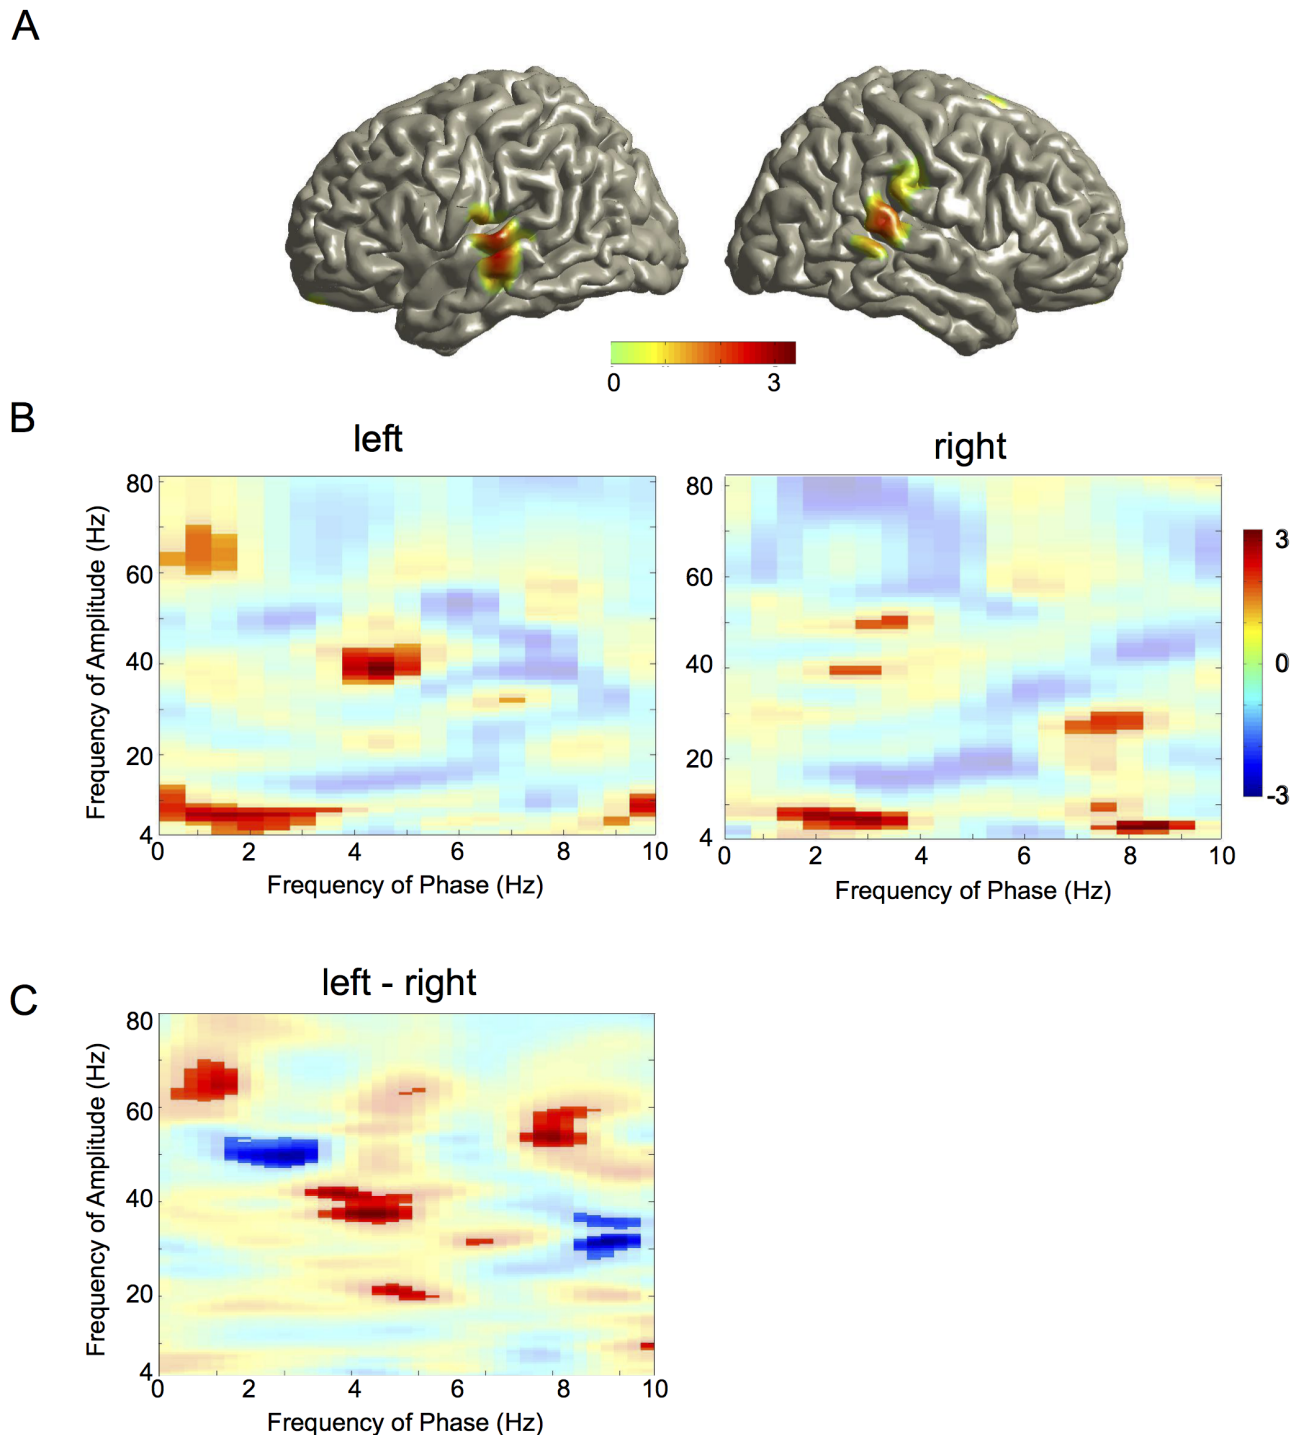 A
0 3
B
left right
80 80
60 60
40 40
20 20
4 4
0 2 4 6 8 10 0 2 4 6 8 10
Frequency of Amplitude (Hz)
Frequency of Phase (Hz) Frequency of Phase (Hz)
3
0
-3
C
left - right
80
60
40
20
4
0 2 4 6 8 10
Frequency of Amplitude (Hz)
Frequency of Phase (Hz)